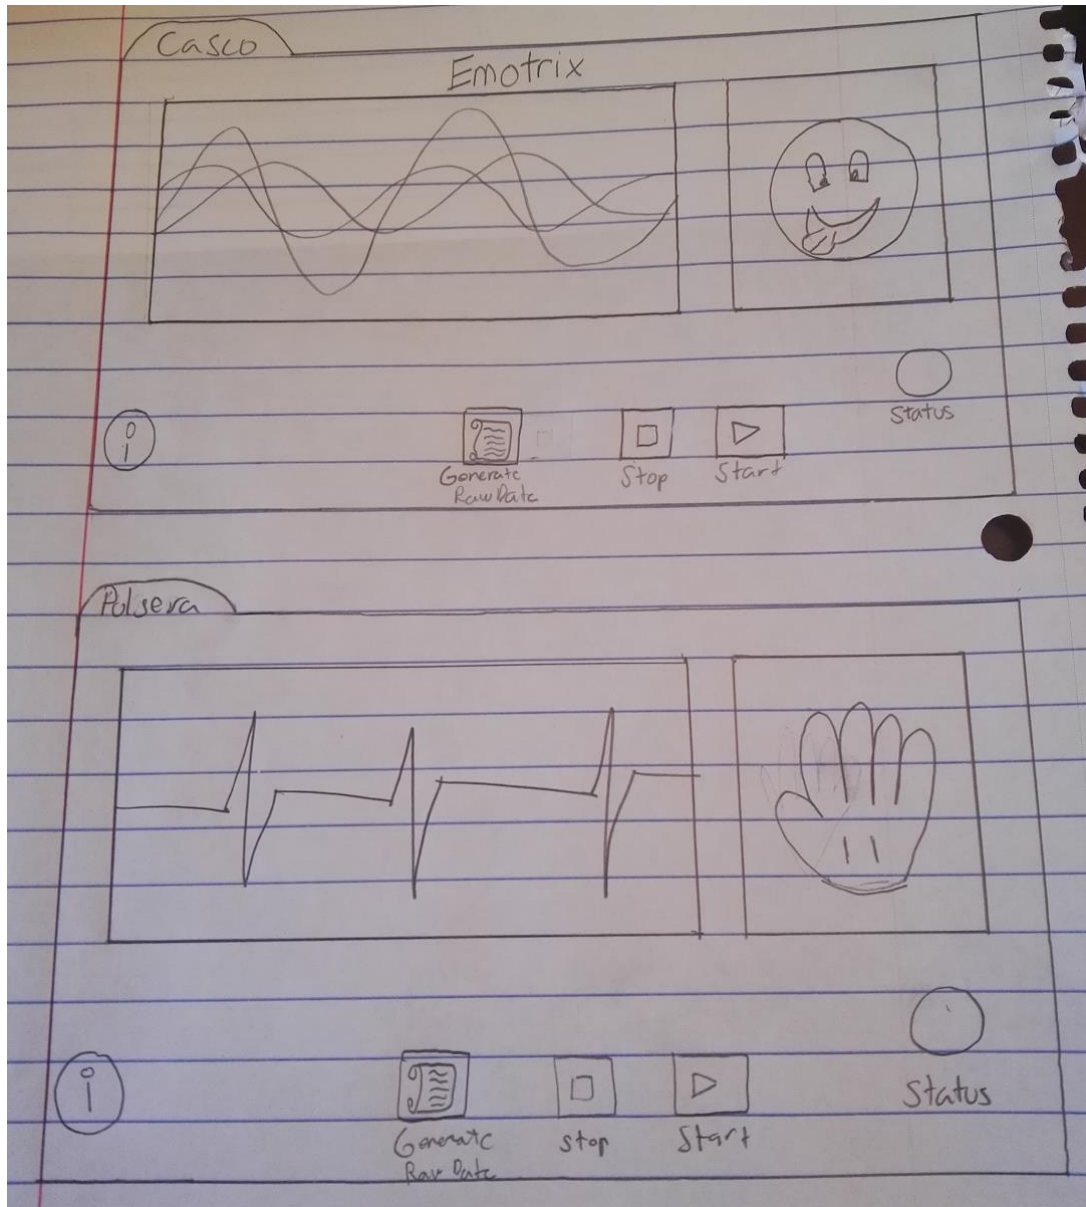 Casco
Emotrix
Status
Generate
Raw Data
Stop
Start
Pulsera
Status
Generate
Raw Data
Stop
Start